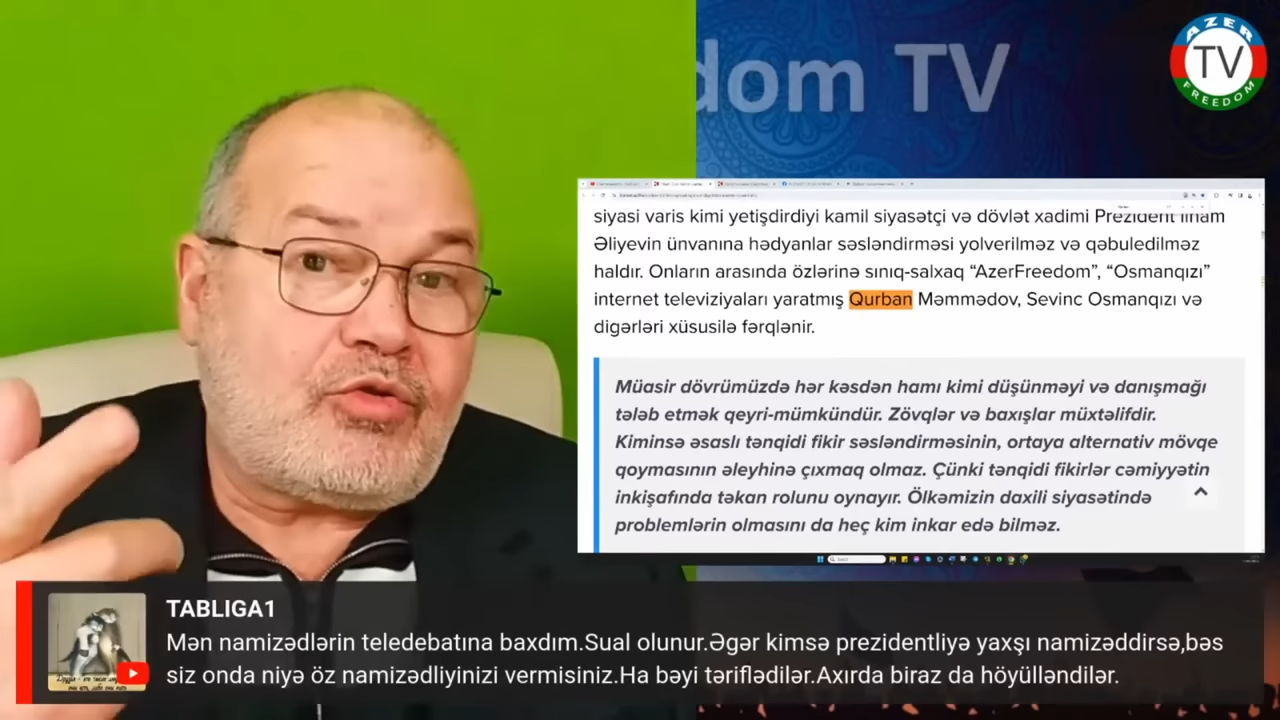 dom TV
AZER
TV
FREEDOM
siyasi varis kimi yetişdirdiyi kamil siyasətçi və dövlət xadimi Prezident İlham
Əliyevin ünvanına hədyanlar səsləndirməsi yolverilməz və qəbuledilməz
haldır. Onların arasında özlərinə sınıq-salxaq “AzerFreedom”, “Osmanqızı”
internet televiziyaları yaratmış Qurban Məmmədov, Sevinc Osmanqızı və
digərləri xüsusilə fərqlənir.
Müasir dövrümüzdə hər kəsdən hamı kimi düşünməyi və danışmağı
tələb etmək qeyri-mümkündür. Zövqlər və baxışlar müxtəlifdir.
Kiminsə əsaslı tənqidi fikir səsləndirməsinin, ortaya alternativ mövqe
qoymasının əleyhinə çıxmaq olmaz. Çünki tənqidi fikirlər cəmiyyətin
inkişafında təkan rolunu oynayır. Ölkəmizin daxili siyasətində
problemlərin olmasını da heç kim inkar edə bilməz.
TABLIGA1
Mən namizədlərin teledebatına baxdım.Sual olunur.Əgər kimsə prezidentliyə yaxşı namizəddirsə,bəs
siz onda niyə öz namizədliyinizi vermisiniz.Ha bəyi təriflədilər.Axırda biraz da höyülləndilər.